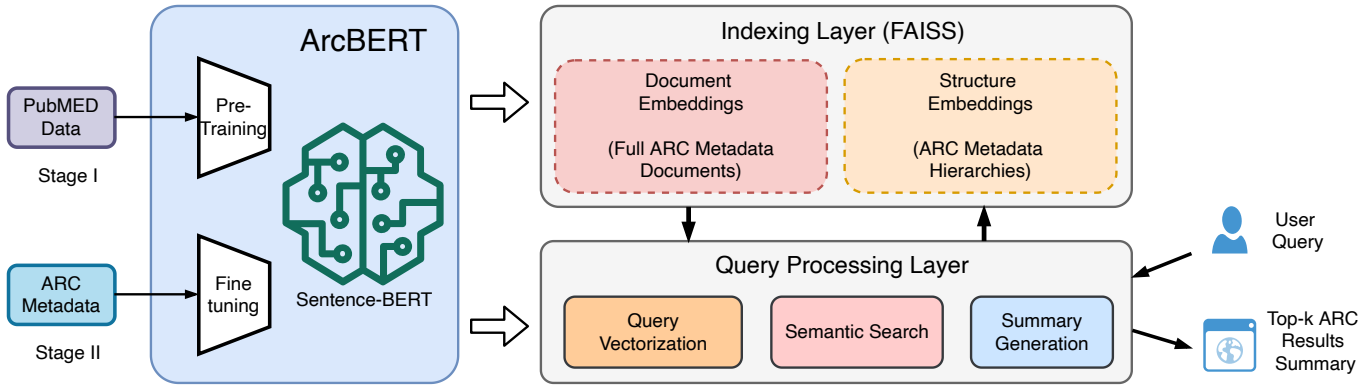 ArcBERT
PubMED
Data
Stage I
Pre-
Training
ARC
Metadata
Stage II
Fine
tuning
Sentence-BERT
Indexing Layer (FAISS)
Document
Embeddings
(Full ARC Metadata
Documents)
Structure
Embeddings
(ARC Metadata
Hierarchies)
Query Processing Layer
Query
Vectorization
Semantic Search
Summary
Generation
User
Query
Top-k ARC
Results
Summary